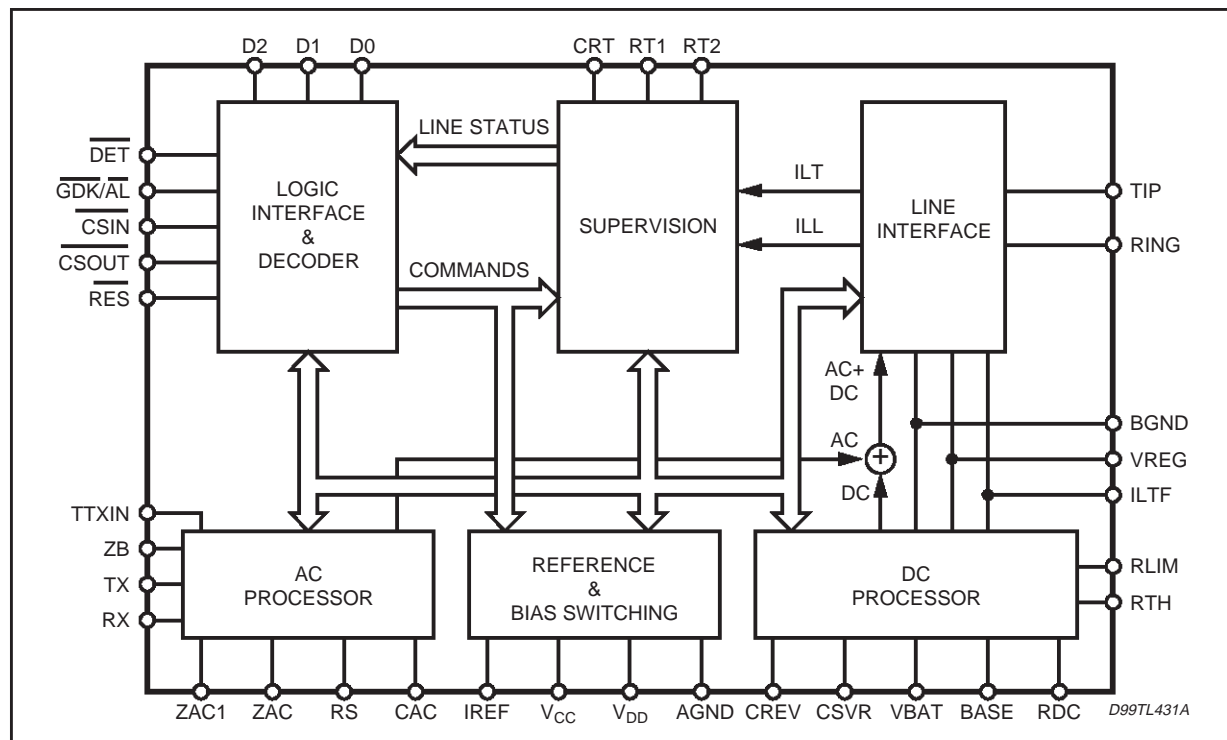 D2 D1 D0 CRT RT1 RT2
DET
GDK/AL
CSIN
CSOUT
RES
LOGIC
INTERFACE
&
DECODER
LINE STATUS
COMMANDS
SUPERVISION
ILT
ILL
LINE
INTERFACE
TIP
RING
AC+
DC
AC
+
DC
BGND
VREG
ILTF
TTXIN
ZB
TX
RX
AC
PROCESSOR
REFERENCE
&
BIAS SWITCHING
DC
PROCESSOR
RLIM
RTH
ZAC1 ZAC RS CAC IREF VCC VDD AGND CREV CSVR VBAT BASE RDC
D99TL431A